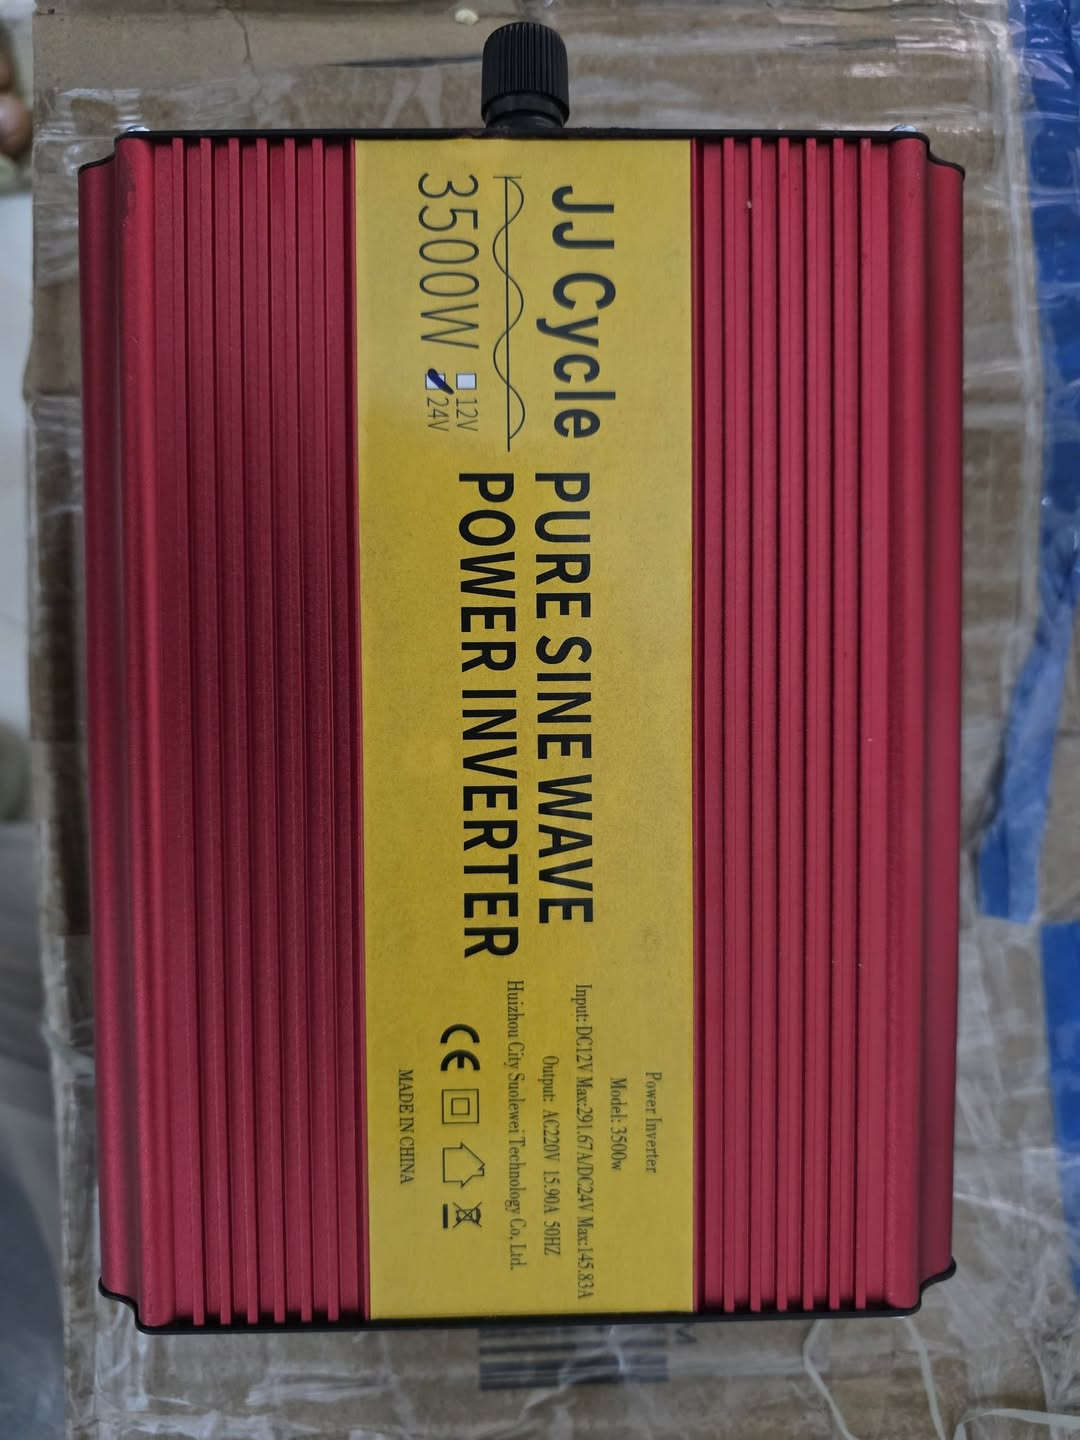 JJ Cycle
3500W
12V
24V
PURE SINE WAVE
POWER INVERTER
Power Inverter
Model: 3500w
Input: DC12V Max:291.67A/DC24V Max:145.83A
Output: AC220V 15.90A 50HZ
Huizhou City Suolewei Technology Co, Ltd.
CE
MADE IN CHINA